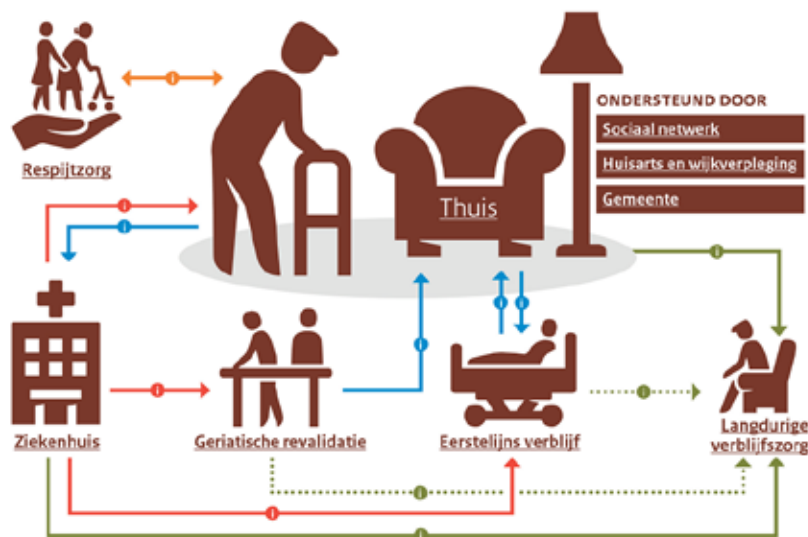 ONDERSTEUND DOOR
Sociaal netwerk
Huisarts en wijkverpleging
Gemeente
Respijtzorg
Thuis
Ziekenhuis
Geriatische revalidatie
Eerstelijns verblijf
Langdurige
verblijfszorg